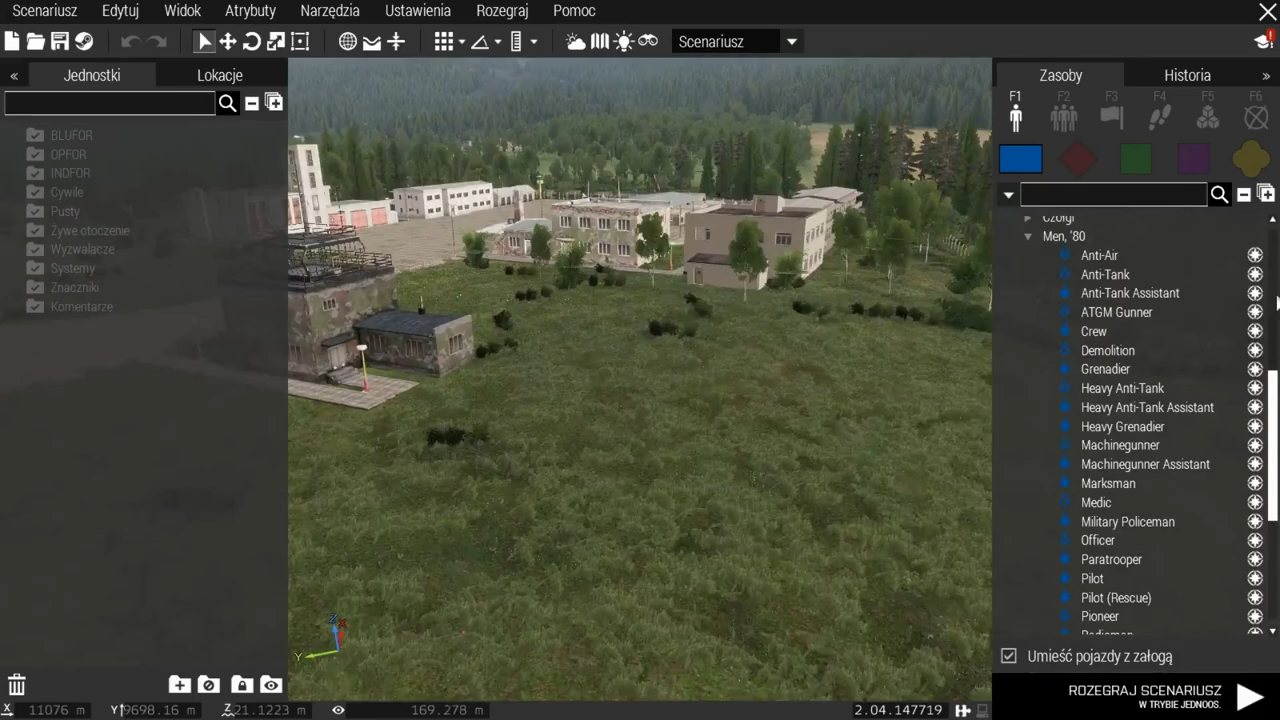 Scenariusz Edytuj Widok Atrybuty Narzędzia Ustawienia Rozegraj Pomoc
Scenariusz
Jednostki Lokacje
BLUFOR
OPFOR
INDFOR
Cywile
Pusty
Żywe otoczenie
Wyzwalacze
Systemy
Znaczniki
Komentarze
Zasoby Historia
F1 F2 F3 F4 F5 F6
Czołgi
Men, '80
Anti-Air
Anti-Tank
Anti-Tank Assistant
ATGM Gunner
Crew
Demolition
Grenadier
Heavy Anti-Tank
Heavy Anti-Tank Assistant
Heavy Grenadier
Machinegunner
Machinegunner Assistant
Marksman
Medic
Military Policeman
Officer
Paratrooper
Pilot
Pilot (Rescue)
Pioneer
Radioman
Umieść pojazdy z załogą
ROZEGRAJ SCENARIUSZ
W TRYBIE JEDNOOS.
Z X
Y
X 11076 m Y 9698.16 m Z 21.1223 m 169.278 m 2.04.147719